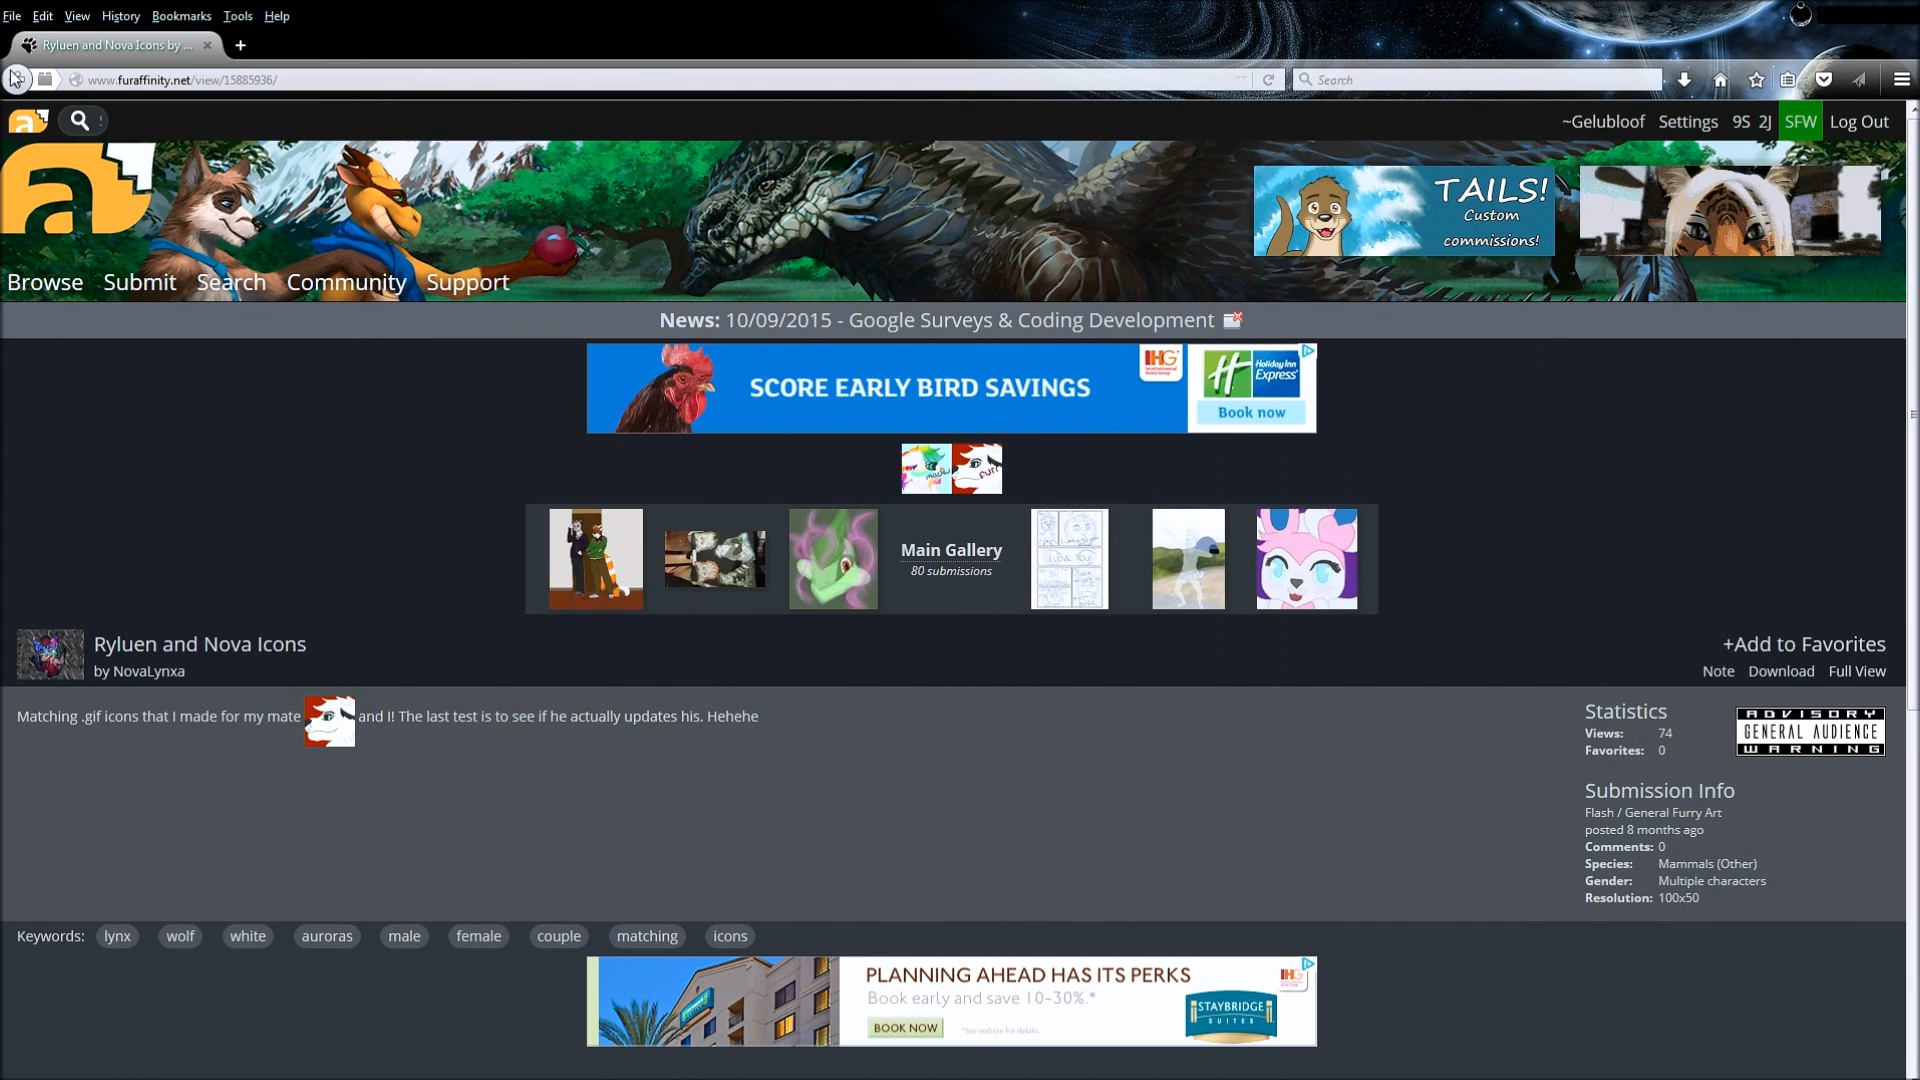 File Edit View History Bookmarks Tools Help
Ryluen and Nova Icons by ...
www.furaffinity.net/view/15885936/
Search
~Gelubloof Settings 9S 2J SFW Log Out
TAILS!
Custom
commissions!
Browse Submit Search Community Support
News: 10/09/2015 - Google Surveys & Coding Development
SCORE EARLY BIRD SAVINGS
IHG
Holiday Inn
Express
Book now
Main Gallery
80 submissions
I LOVE YOU
Ryluen and Nova Icons
by NovaLynxa
+Add to Favorites
Note Download Full View
Matching .gif icons that I made for my mate and I! The last test is to see if he actually updates his. Hehehe
Statistics
Views: 74
Favorites: 0
ADVISORY
GENERAL AUDIENCE
WARNING
Submission Info
Flash / General Furry Art
posted 8 months ago
Comments: 0
Species: Mammals (Other)
Gender: Multiple characters
Resolution: 100x50
Keywords: lynx wolf white auroras male female couple matching icons
PLANNING AHEAD HAS ITS PERKS
IHG
Book early and save 10-30%.*
BOOK NOW
*See website for details
STAYBRIDGE
SUITES